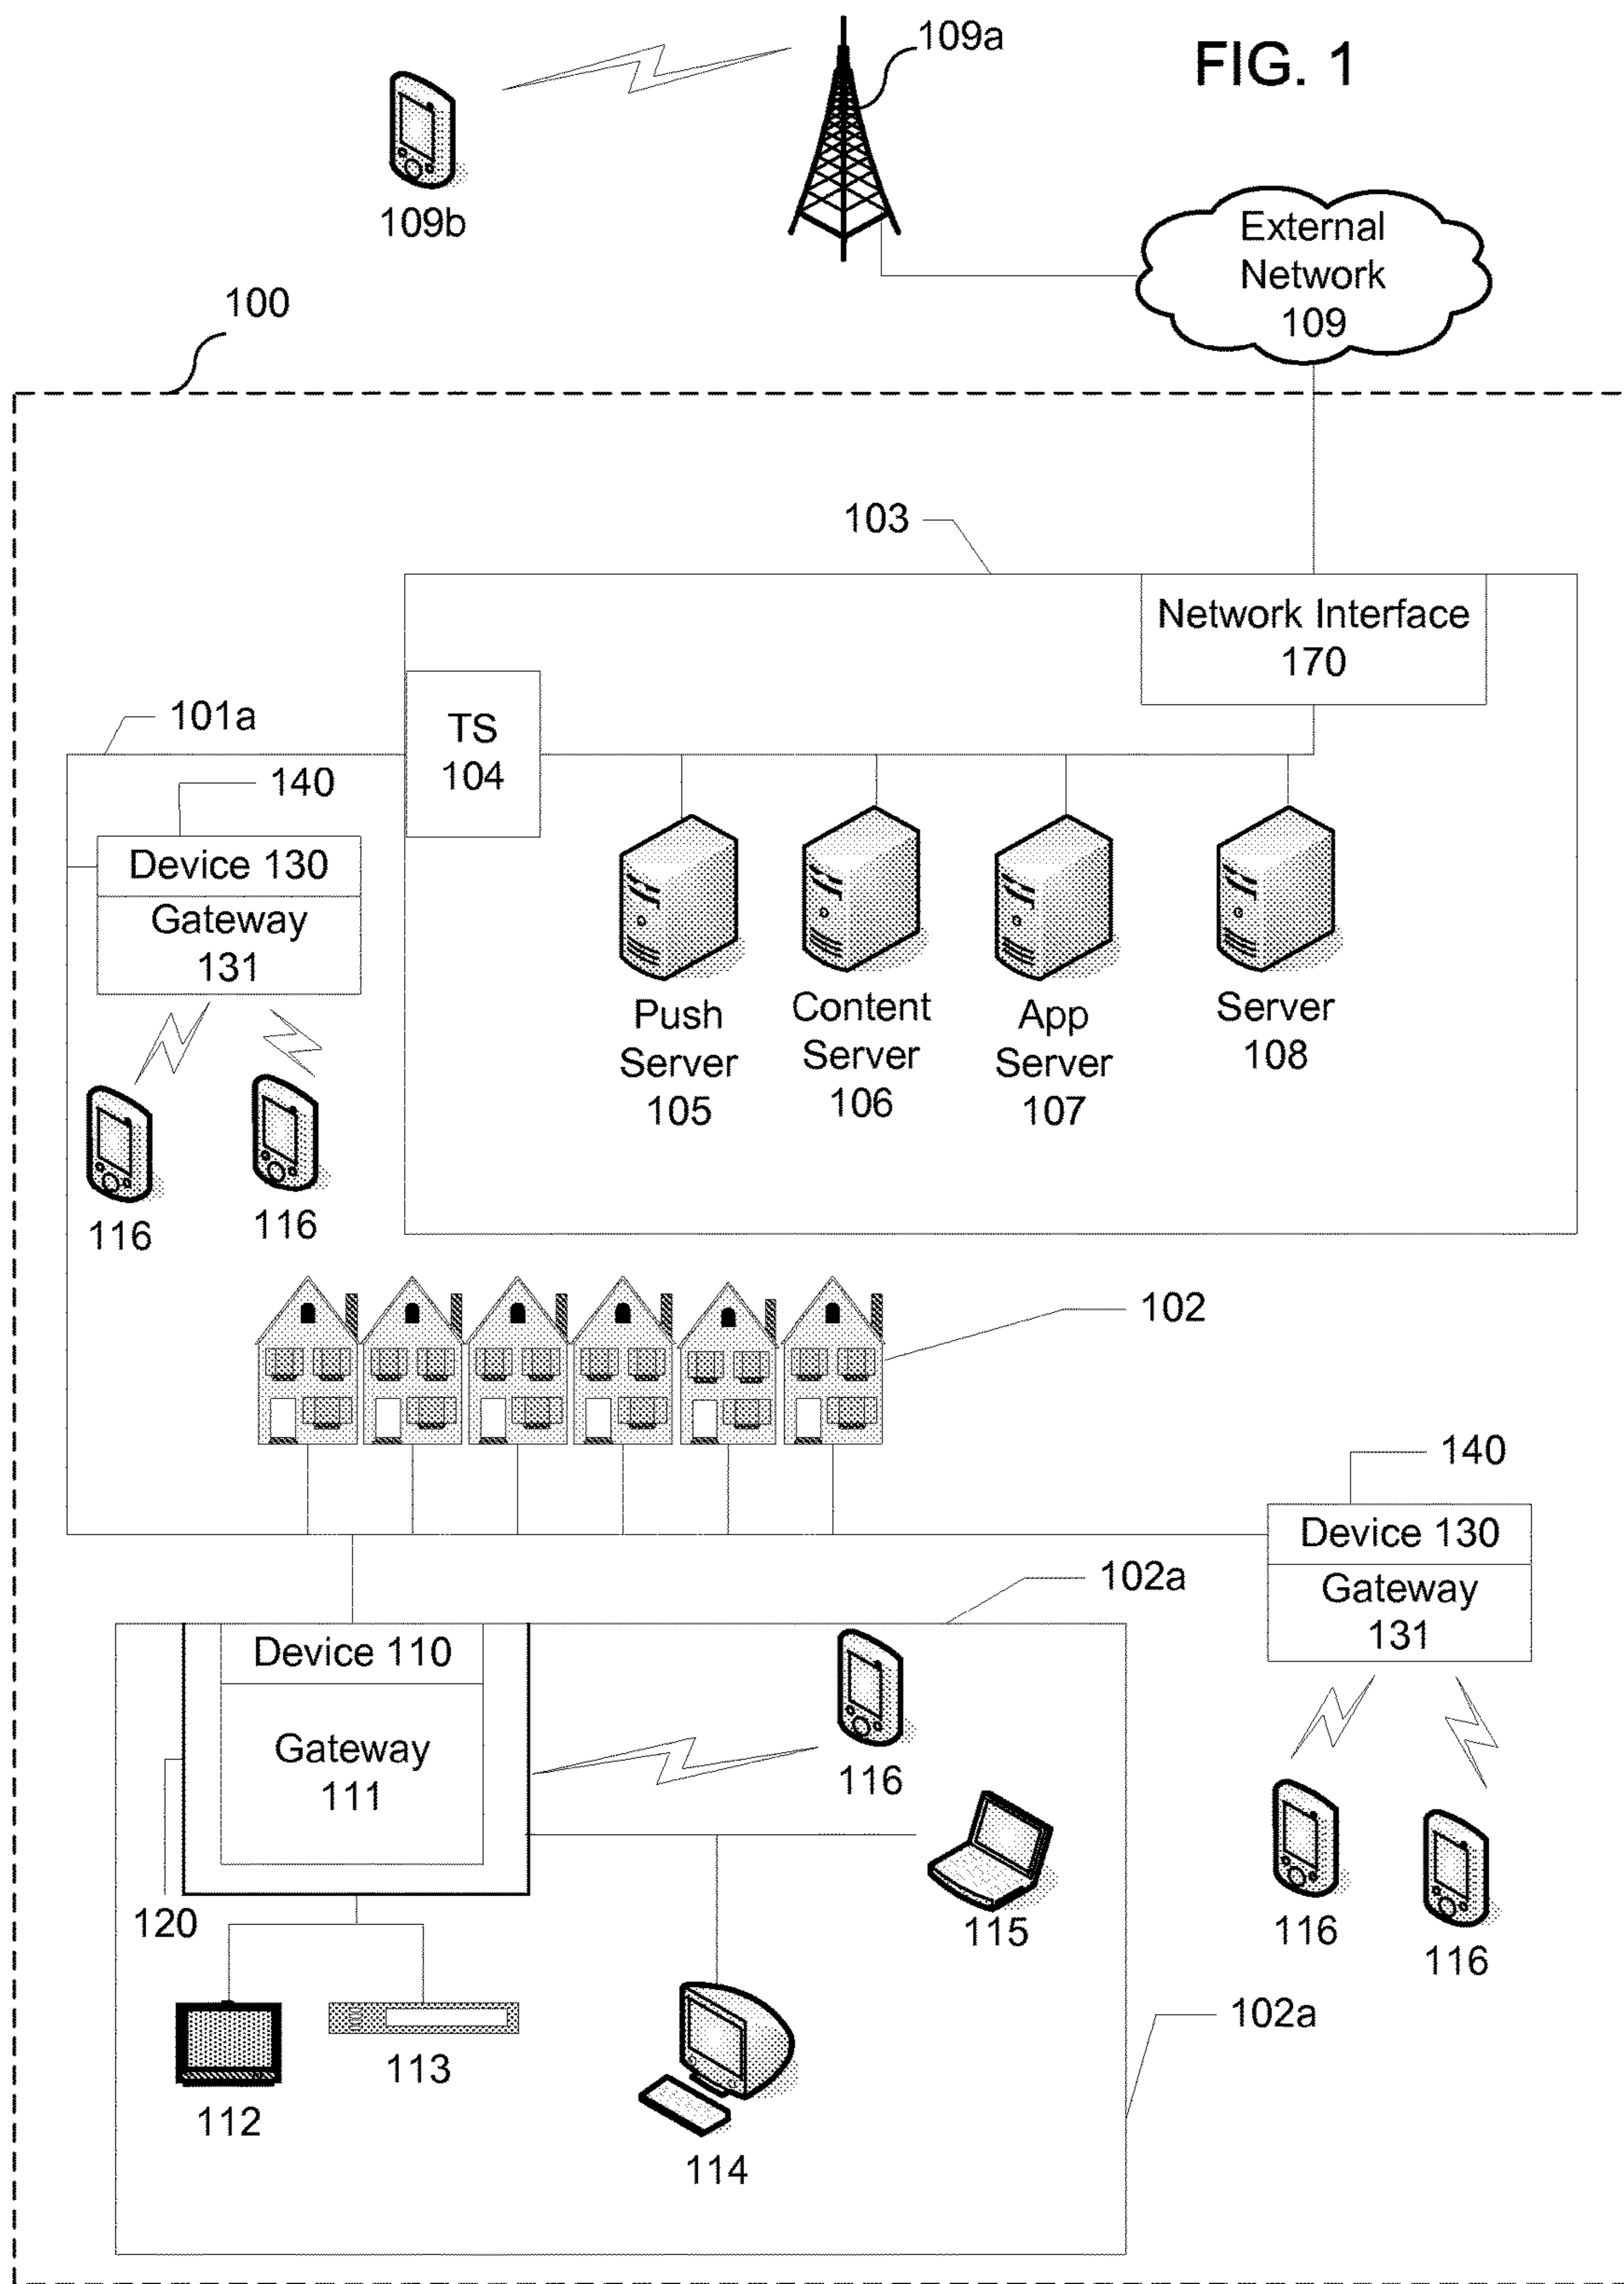 109a
FIG. 1
109b
External
Network
109
100
103
Network Interface
170
101a
TS
104
140
Device 130
Gateway
131
Push
Server
105
Content
Server
106
App
Server
107
Server
108
116
116
102
140
Device 130
Gateway
131
102a
Device 110
Gateway
111
116
115
120
116
116
102a
113
112
114